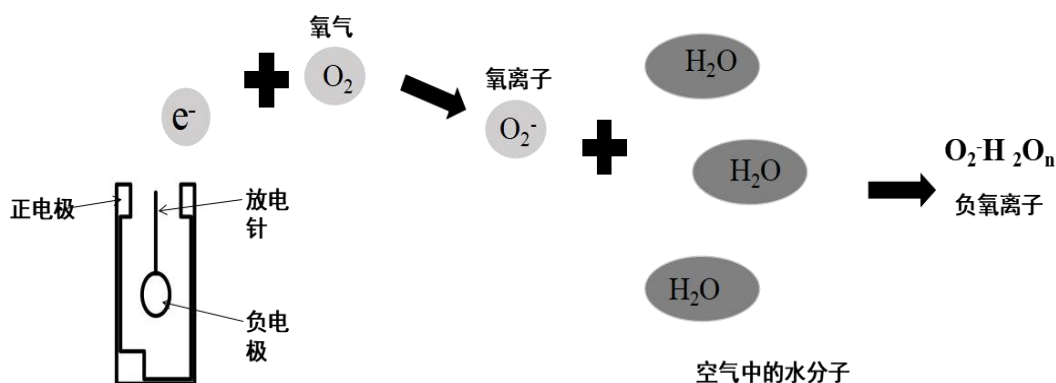 氧气
O₂
e⁻
氧离子
O₂⁻
H₂O
H₂O
H₂O
空气中的水分子
O₂⁻H ₂Oₙ
负氧离子
正电极
放电
针
负电
极